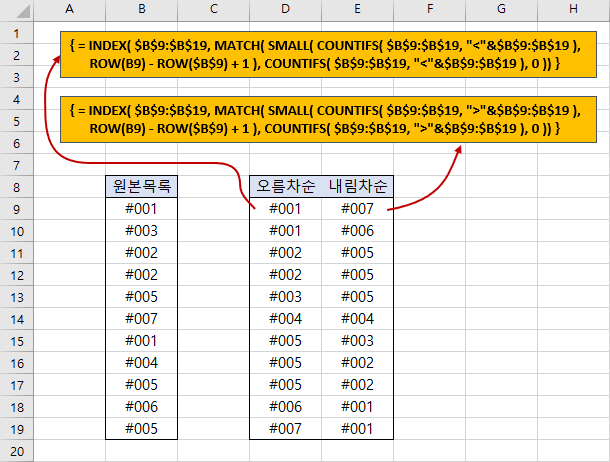 A B C D E F G H
1 { = INDEX( $B$9:$B$19, MATCH( SMALL( COUNTIFS( $B$9:$B$19, "<"&$B$9:$B$19 ),
2 ROW(B9) - ROW($B$9) + 1 ), COUNTIFS( $B$9:$B$19, "<"&$B$9:$B$19 ), 0 )) }
3
4 { = INDEX( $B$9:$B$19, MATCH( SMALL( COUNTIFS( $B$9:$B$19, ">"&$B$9:$B$19 ),
5 ROW(B9) - ROW($B$9) + 1 ), COUNTIFS( $B$9:$B$19, ">"&$B$9:$B$19 ), 0 )) }
6
7
8 원본목록 오름차순 내림차순
9 #001 #001 #007
10 #003 #001 #006
11 #002 #002 #005
12 #002 #002 #005
13 #005 #003 #005
14 #007 #004 #004
15 #001 #005 #003
16 #004 #005 #002
17 #005 #005 #002
18 #006 #006 #001
19 #005 #007 #001
20